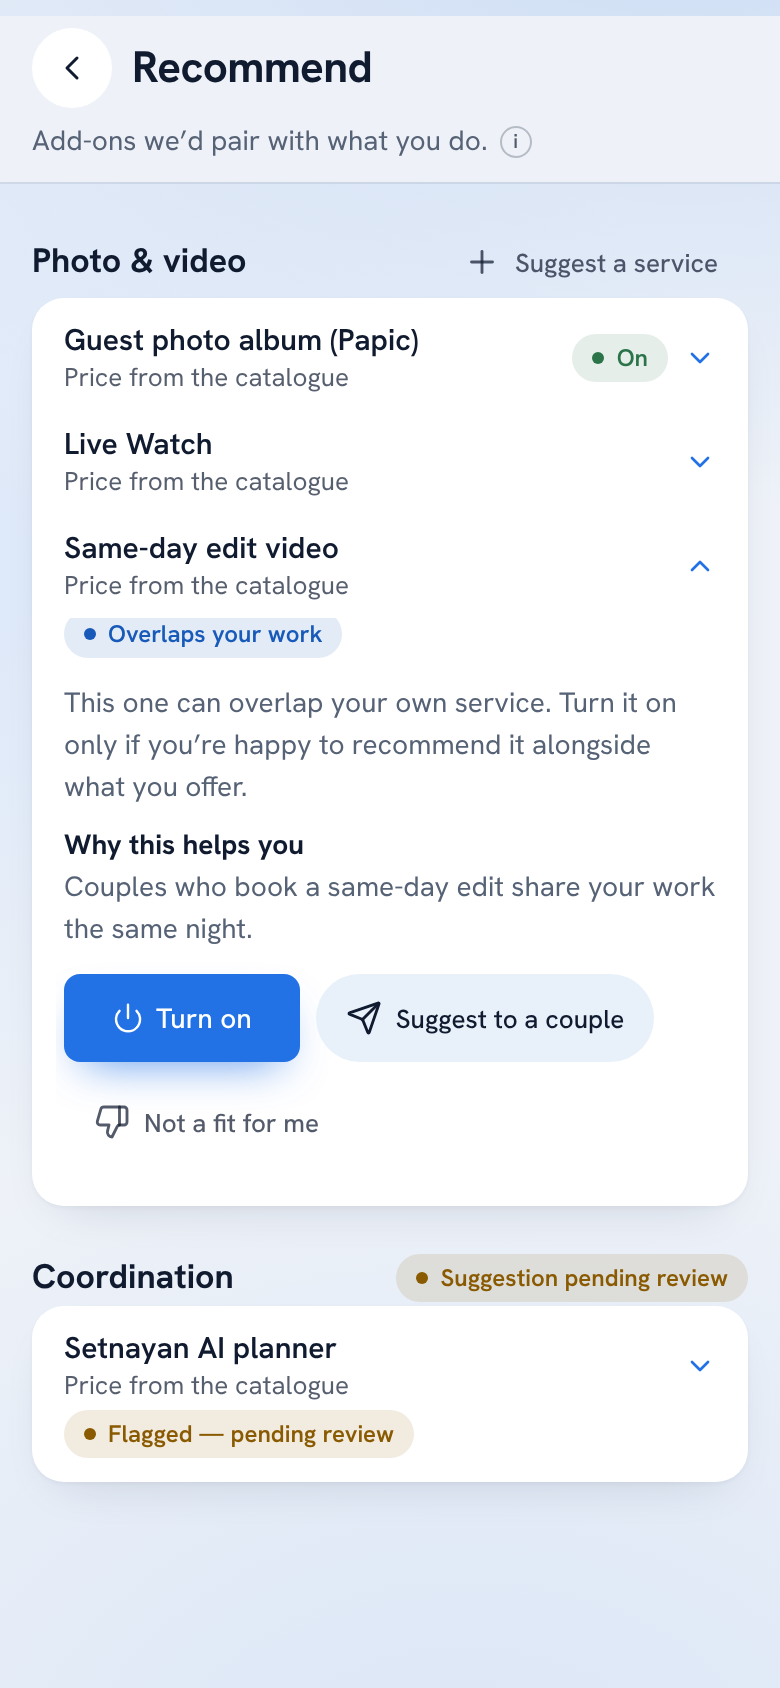 Recommend
Add-ons we’d pair with what you do. i
Photo & video
Suggest a service
Guest photo album (Papic)
Price from the catalogue
On
Live Watch
Price from the catalogue
Same-day edit video
Price from the catalogue
Overlaps your work
This one can overlap your own service. Turn it on
only if you’re happy to recommend it alongside
what you offer.
Why this helps you
Couples who book a same-day edit share your work
the same night.
Turn on
Suggest to a couple
Not a fit for me
Coordination
Suggestion pending review
Setnayan AI planner
Price from the catalogue
Flagged — pending review